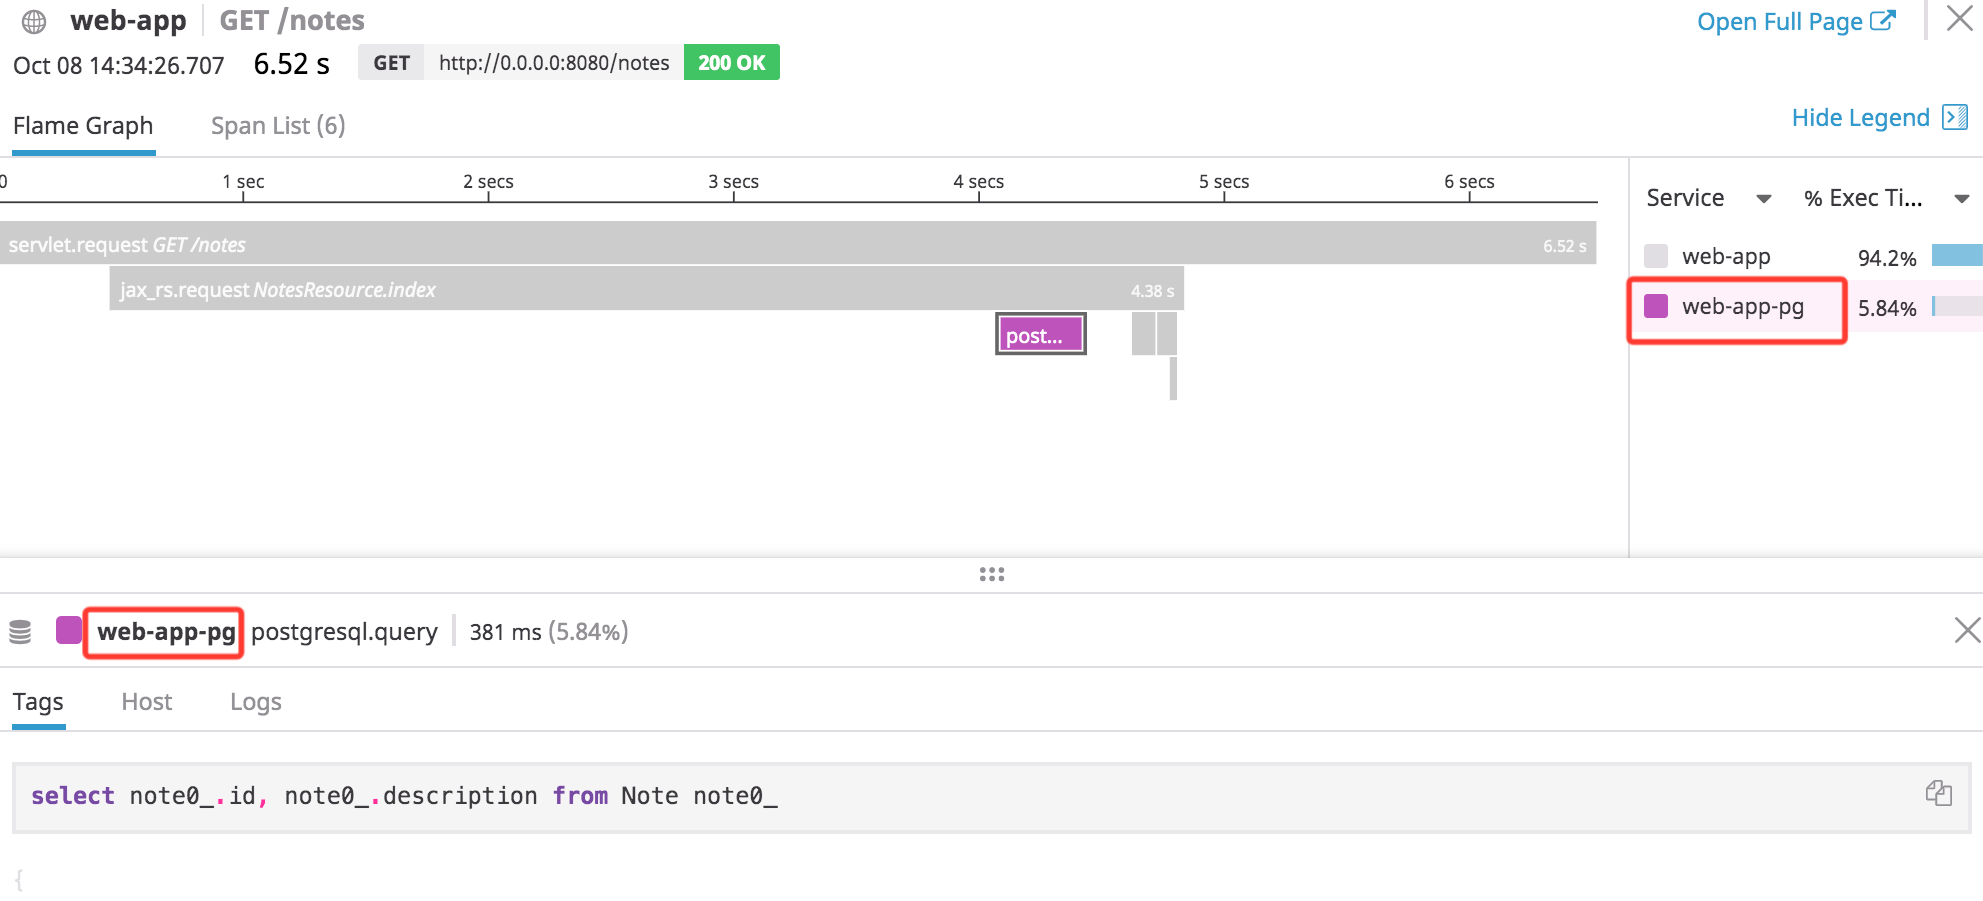 web-app GET /notes Open Full Page
Oct 08 14:34:26.707 6.52 s GET http://0.0.0.0:8080/notes 200 OK
Flame Graph Span List (6) Hide Legend
0 1 sec 2 secs 3 secs 4 secs 5 secs 6 secs
Service % Exec Ti...
servlet.request GET /notes 6.52 s
web-app 94.2%
jax_rs.request NotesResource.index 4.38 s
web-app-pg 5.84%
post...
web-app-pg postgresql.query 381 ms (5.84%)
Tags Host Logs
select note0_.id, note0_.description from Note note0_
{